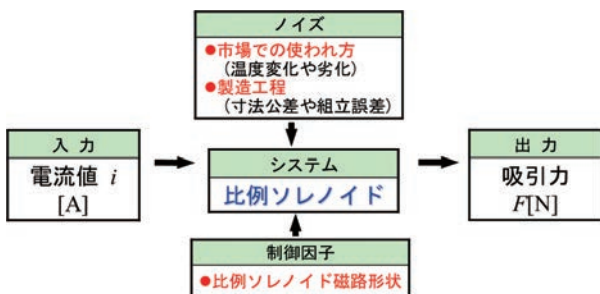 ノイズ
●市場での使われ方
(温度変化や劣化)
●製造工程
(寸法公差や組立誤差)
入力
電流値 i
[A]
システム
比例ソレノイド
出力
吸引力
F[N]
制御因子
●比例ソレノイド磁路形状